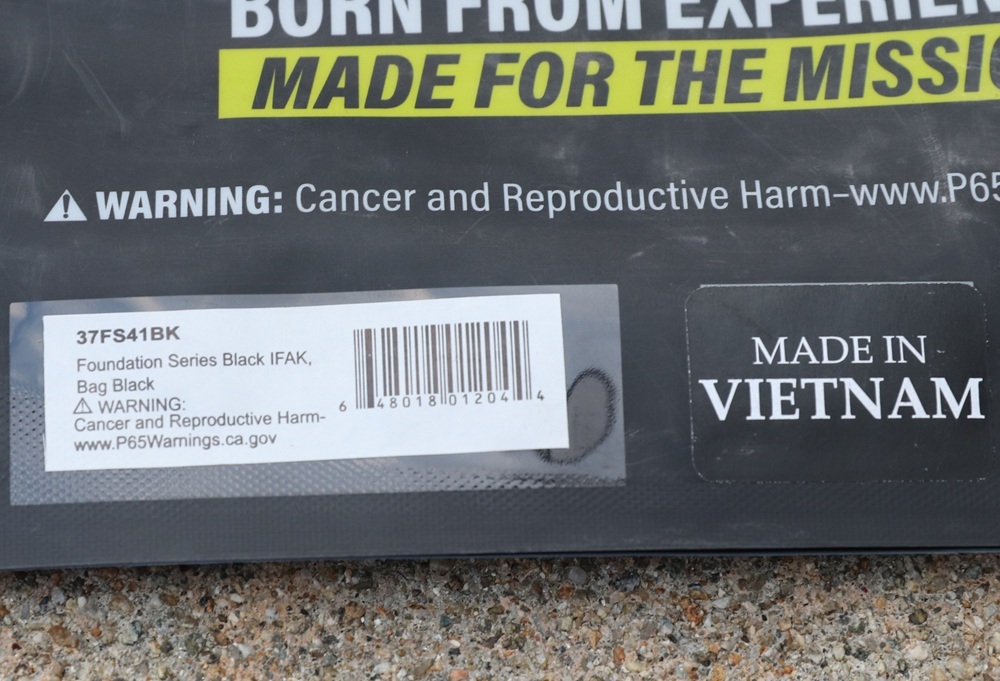 BORN FROM EXPERIEN
MADE FOR THE MISSIO
⚠ WARNING: Cancer and Reproductive Harm–www.P65
37FS41BK
Foundation Series Black IFAK,
Bag Black
⚠ WARNING:
Cancer and Reproductive Harm-
www.P65Warnings.ca.gov
6 48018 01204 4
MADE IN
VIETNAM